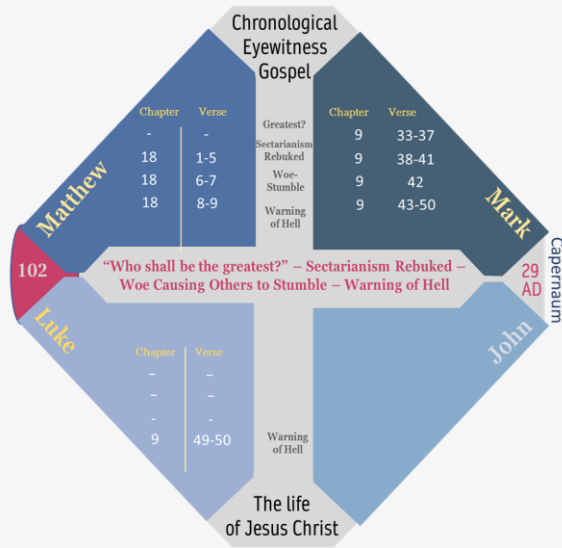 Chronological
Eyewitness
Gospel
Matthew
Chapter Verse
- -
18 1-5
18 6-7
18 8-9
Greatest?
Sectarianism
Rebuked
Woe-
Stumble
Warning
of Hell
Chapter Verse
9 33-37
9 38-41
9 42
9 43-50
Mark
102
“Who shall be the greatest?” – Sectarianism Rebuked –
Woe Causing Others to Stumble – Warning of Hell
29
AD
Capernaum
Luke
Chapter Verse
– –
– –
- -
9 49-50
Warning
of Hell
John
The life
of Jesus Christ